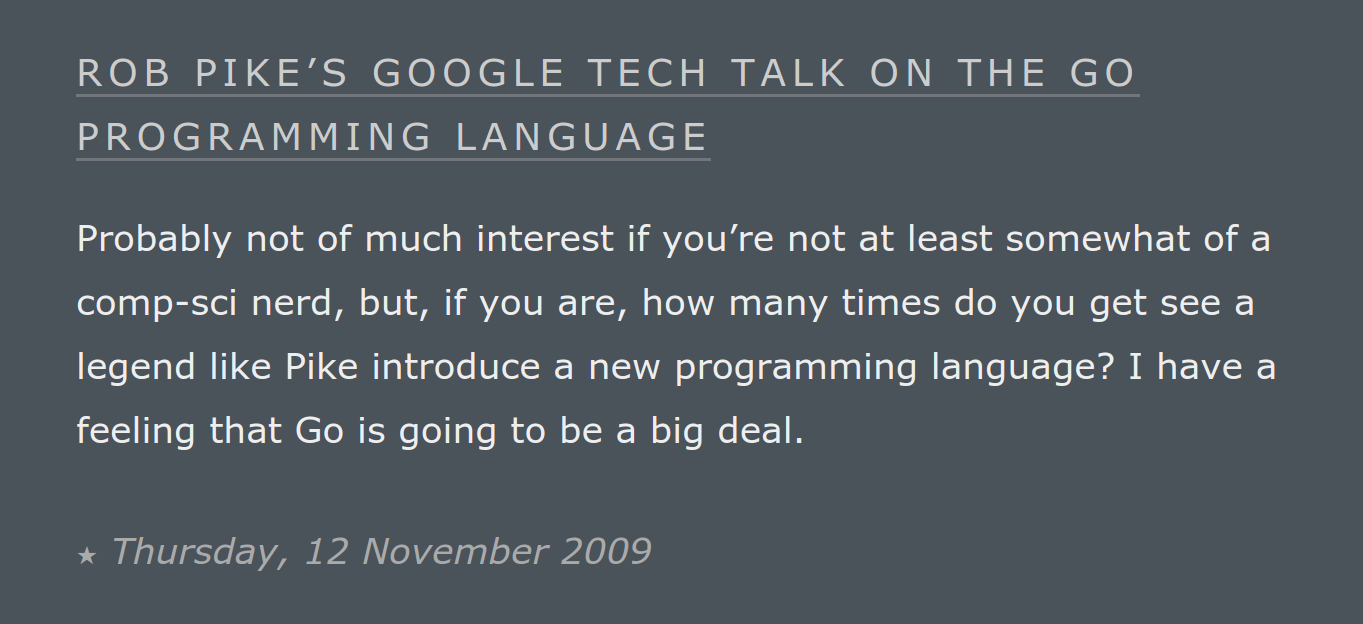 ROB PIKE’S GOOGLE TECH TALK ON THE GO
PROGRAMMING LANGUAGE
Probably not of much interest if you’re not at least somewhat of a
comp-sci nerd, but, if you are, how many times do you get see a
legend like Pike introduce a new programming language? I have a
feeling that Go is going to be a big deal.
★ Thursday, 12 November 2009